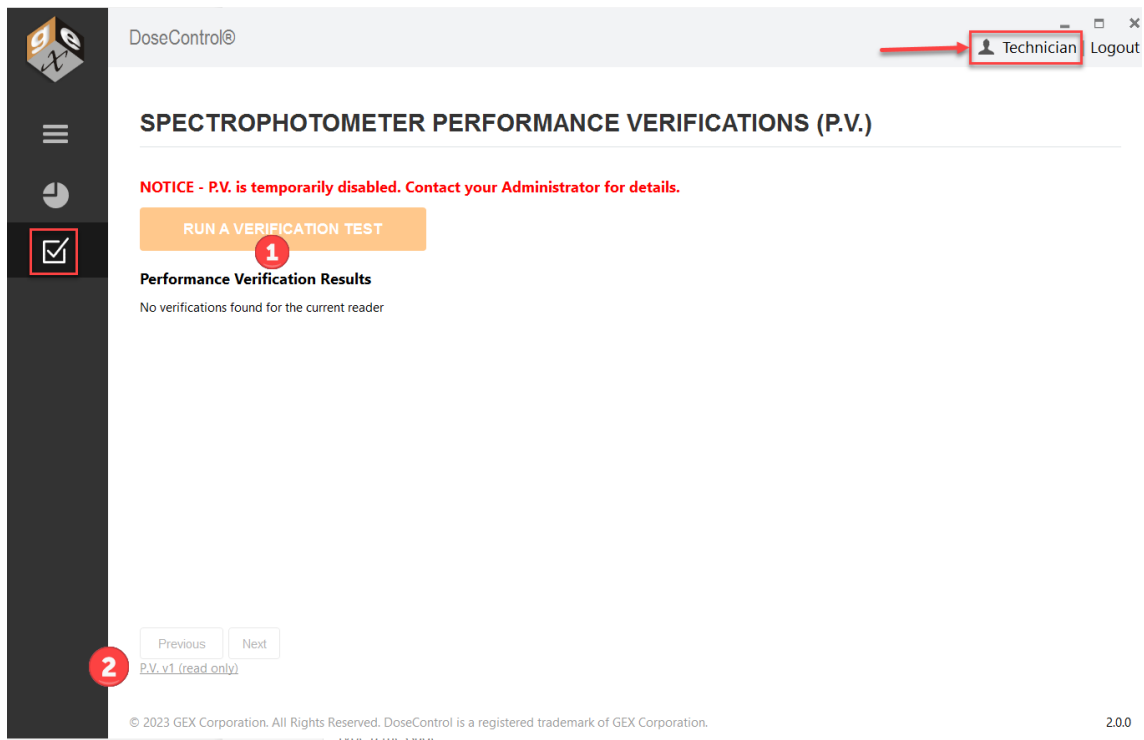 gex
DoseControl®
Technician | Logout
SPECTROPHOTOMETER PERFORMANCE VERIFICATIONS (P.V.)
NOTICE - P.V. is temporarily disabled. Contact your Administrator for details.
RUN A VERIFICATION TEST
1
Performance Verification Results
No verifications found for the current reader
Previous Next
2
P.V. v1 (read only)
© 2023 GEX Corporation. All Rights Reserved. DoseControl is a registered trademark of GEX Corporation. 2.0.0